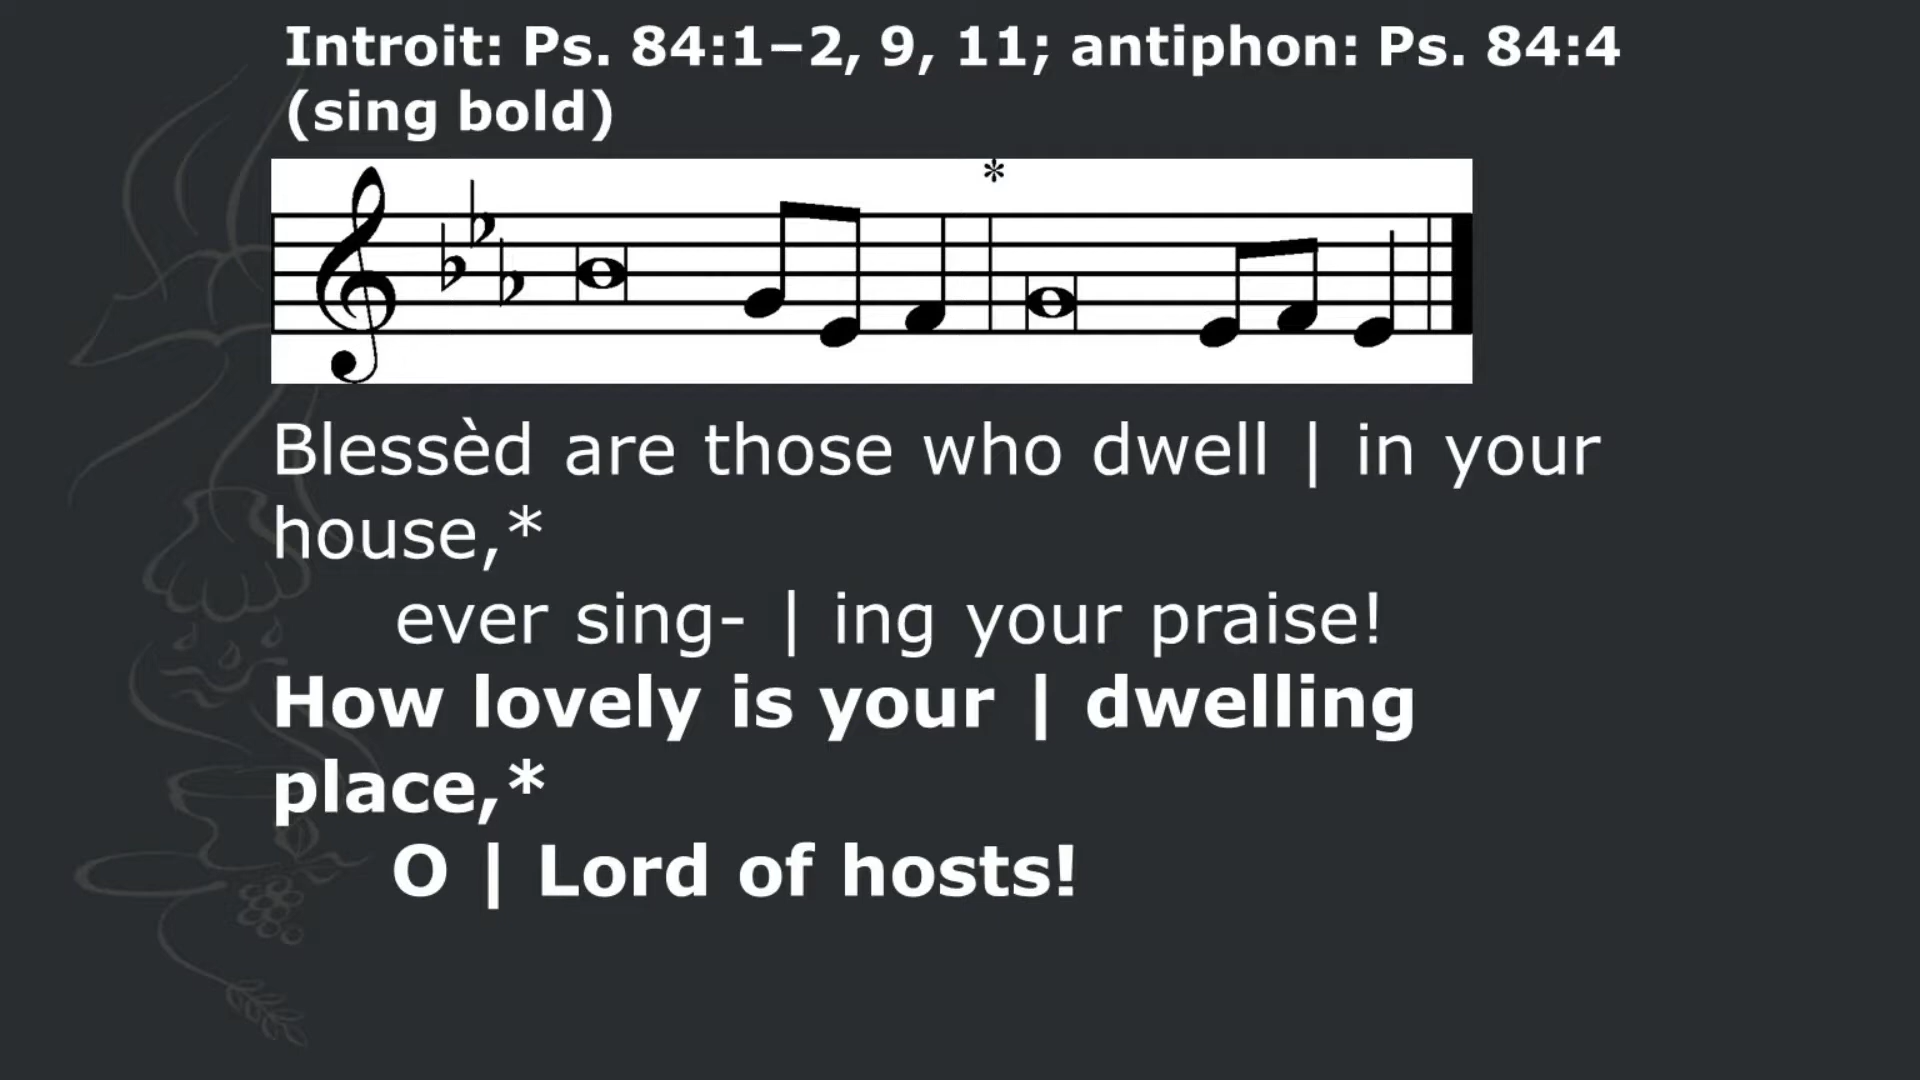 Introit: Ps. 84:1–2, 9, 11; antiphon: Ps. 84:4
(sing bold)
*
Blessèd are those who dwell | in your
house,*
ever sing- | ing your praise!
How lovely is your | dwelling
place,*
O | Lord of hosts!